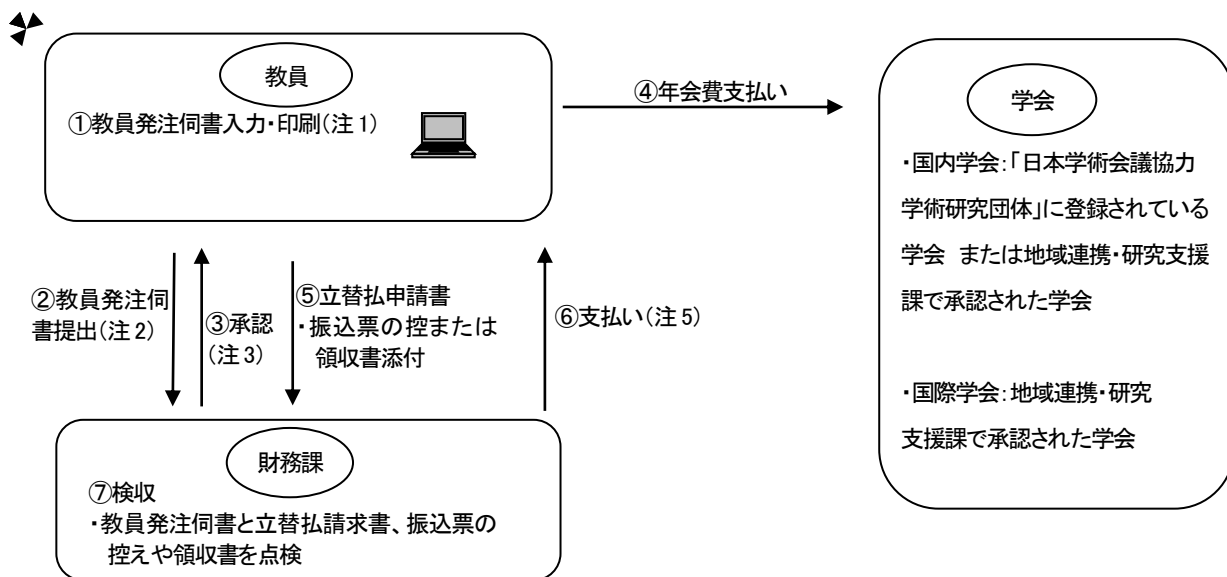 教員
①教員発注伺書入力・印刷(注1)
④年会費支払い
学会
・国内学会:「日本学術会議協力
学術研究団体」に登録されている
学会 または地域連携・研究支援
課で承認された学会
・国際学会:地域連携・研究
支援課で承認された学会
②教員発注伺
書提出(注2)
③承認
(注3)
⑤立替払申請書
・振込票の控または
領収書添付
⑥支払い(注5)
財務課
⑦検収
・教員発注伺書と立替払請求書、振込票の
控えや領収書を点検